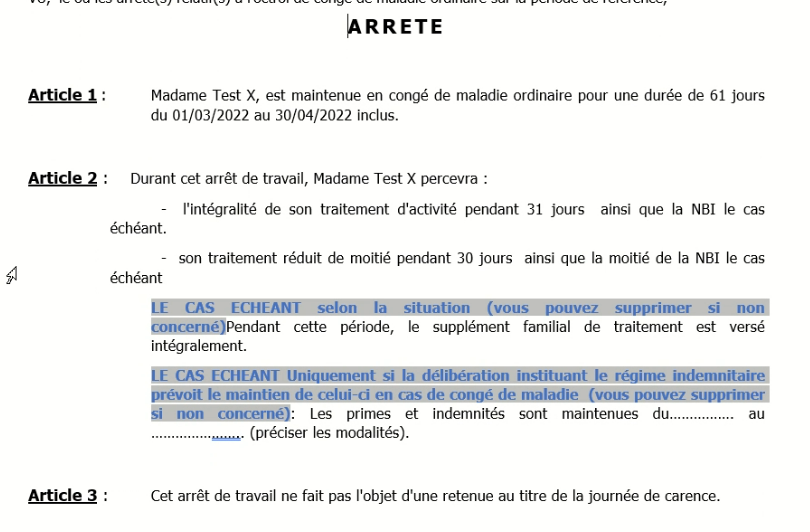 VU, le ou les arrêté(s) relatif(s) à l'octroi de congé de maladie ordinaire sur la période de référence,
ARRETE
Article 1 : Madame Test X, est maintenue en congé de maladie ordinaire pour une durée de 61 jours
du 01/03/2022 au 30/04/2022 inclus.
Article 2 : Durant cet arrêt de travail, Madame Test X percevra :
- l'intégralité de son traitement d'activité pendant 31 jours ainsi que la NBI le cas
échéant.
- son traitement réduit de moitié pendant 30 jours ainsi que la moitié de la NBI le cas
échéant
LE CAS ECHEANT selon la situation (vous pouvez supprimer si non
concerné)Pendant cette période, le supplément familial de traitement est versé
intégralement.
LE CAS ECHEANT Uniquement si la délibération instituant le régime indemnitaire
prévoit le maintien de celui-ci en cas de congé de maladie (vous pouvez supprimer
si non concerné): Les primes et indemnités sont maintenues du................ au
....................... (préciser les modalités).
Article 3 : Cet arrêt de travail ne fait pas l'objet d'une retenue au titre de la journée de carence.